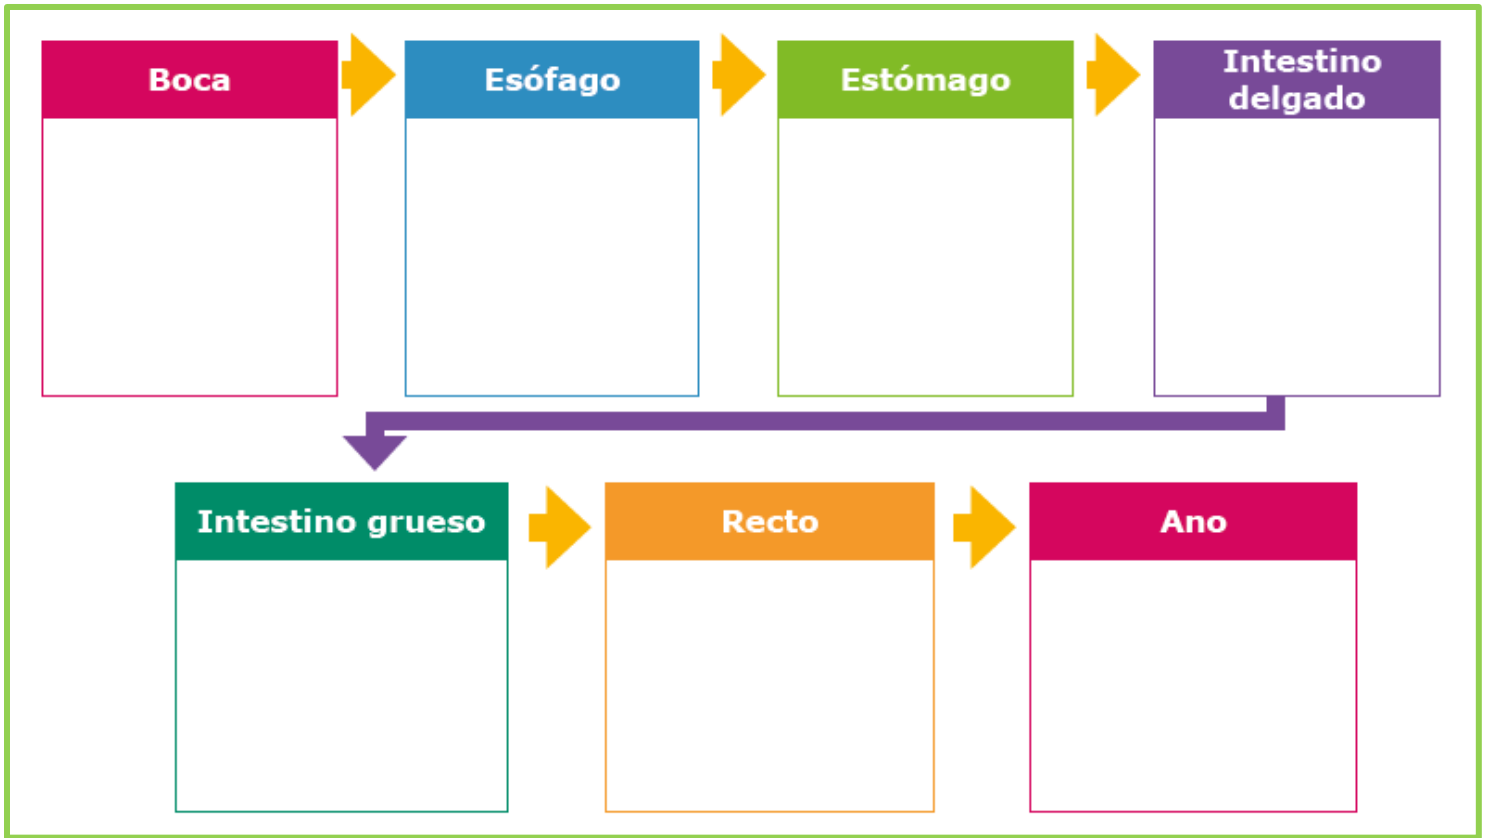 Boca
Esófago
Estómago
Intestino
delgado
Intestino grueso
Recto
Ano